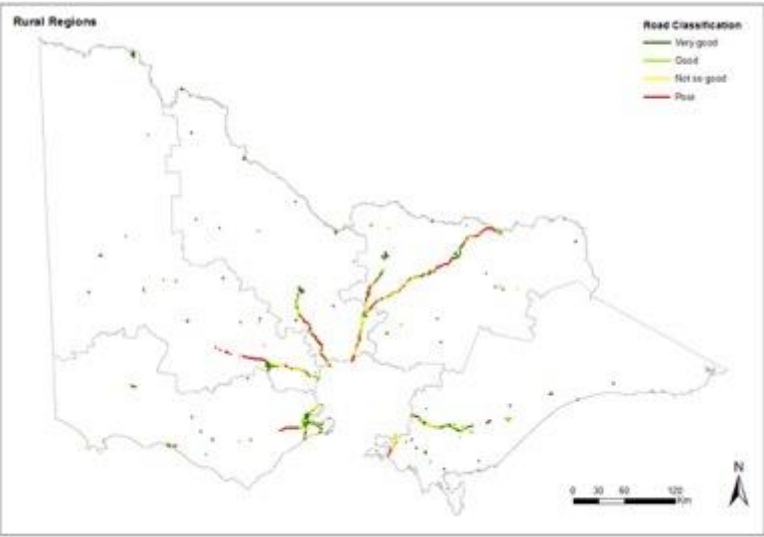 Rural Regions
Road Classification
Very good
Good
Not so good
Poor
N
0 30 60 120
Km